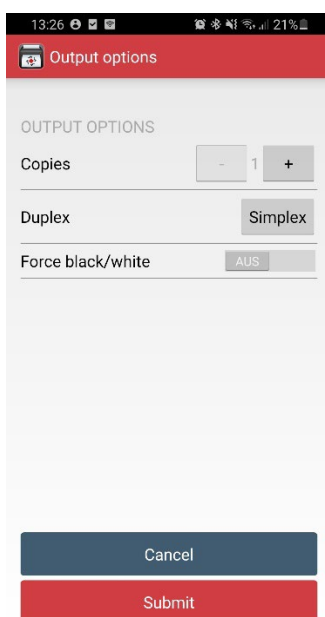 13:26 21%
Output options
OUTPUT OPTIONS
Copies - 1 +
Duplex Simplex
Force black/white AUS
Cancel
Submit